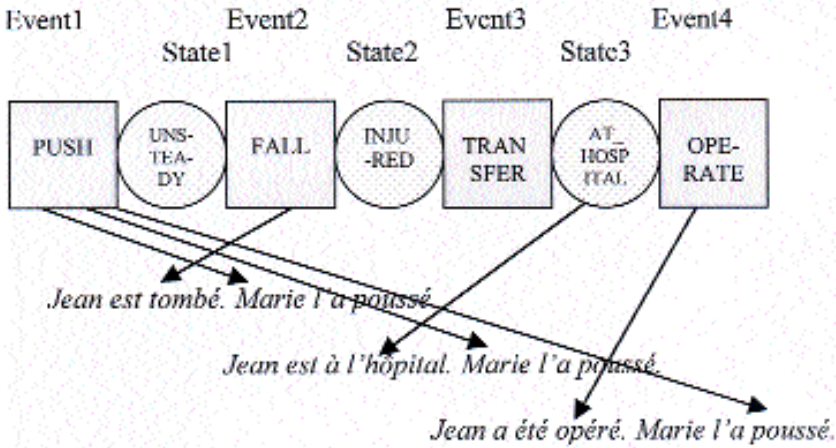 Event1 Event2 Event3 Event4
State1 State2 State3
PUSH
UNS-
TEA-
DY
FALL
INJU
-RED
TRAN
SFER
AT_
HOSP
ITAL
OPE-
RATE
Jean est tombé. Marie l'a poussé.
Jean est à l'hôpital. Marie l'a poussé.
Jean a été opéré. Marie l'a poussé.